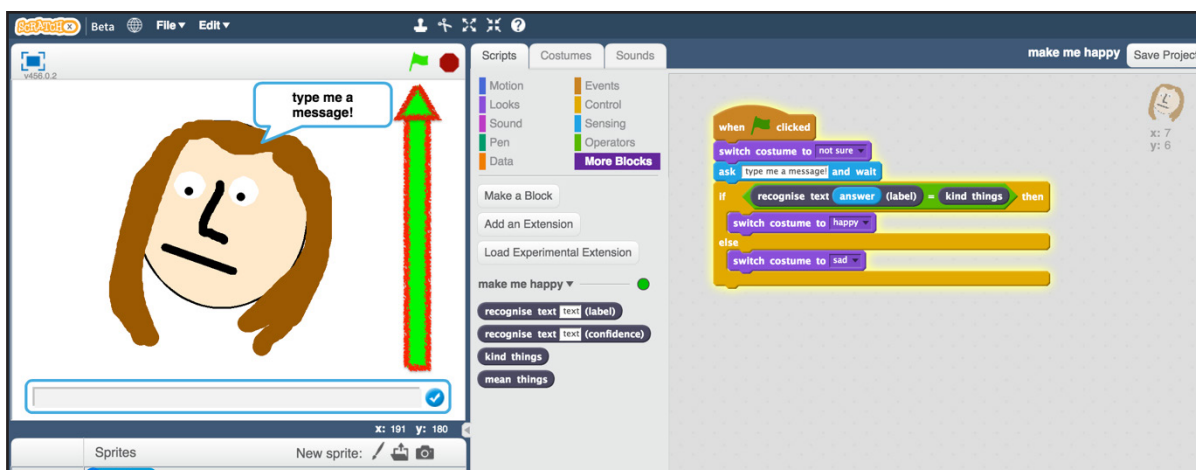 SCRATCHX Beta File ▾ Edit ▾
v456.0.2
type me a
message!
x: 191 y: 180
Sprites New sprite:
Scripts Costumes Sounds
Motion Events
Looks Control
Sound Sensing
Pen Operators
Data More Blocks
Make a Block
Add an Extension
Load Experimental Extension
make me happy ▾
recognise text text (label)
recognise text text (confidence)
kind things
mean things
make me happy Save Project
when clicked
switch costume to not sure
ask type me a message! and wait
if recognise text answer (label) = kind things then
switch costume to happy
else
switch costume to sad
x: 7
y: 6